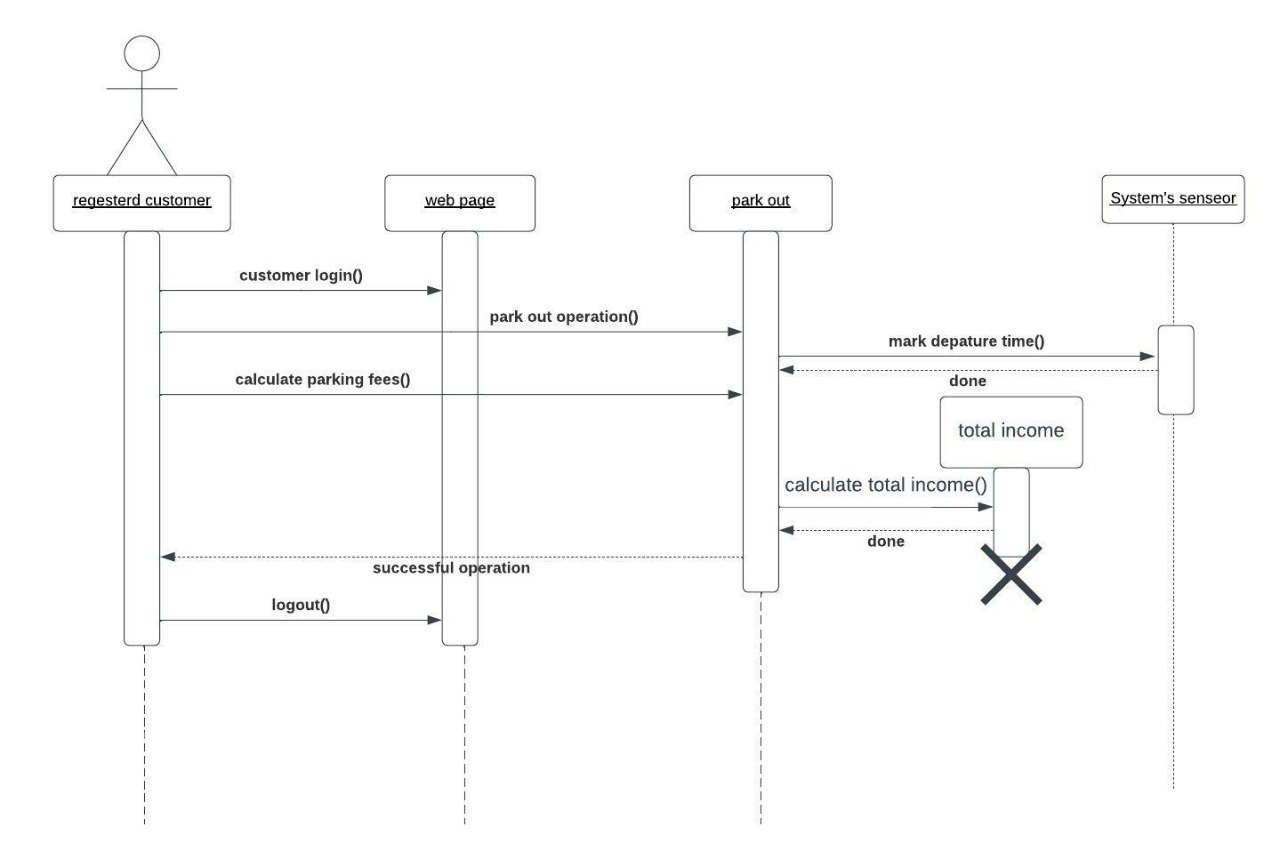 regesterd customer
web page
park out
System's senseor
customer login()
park out operation()
mark depature time()
done
calculate parking fees()
total income
calculate total income()
done
successful operation
logout()